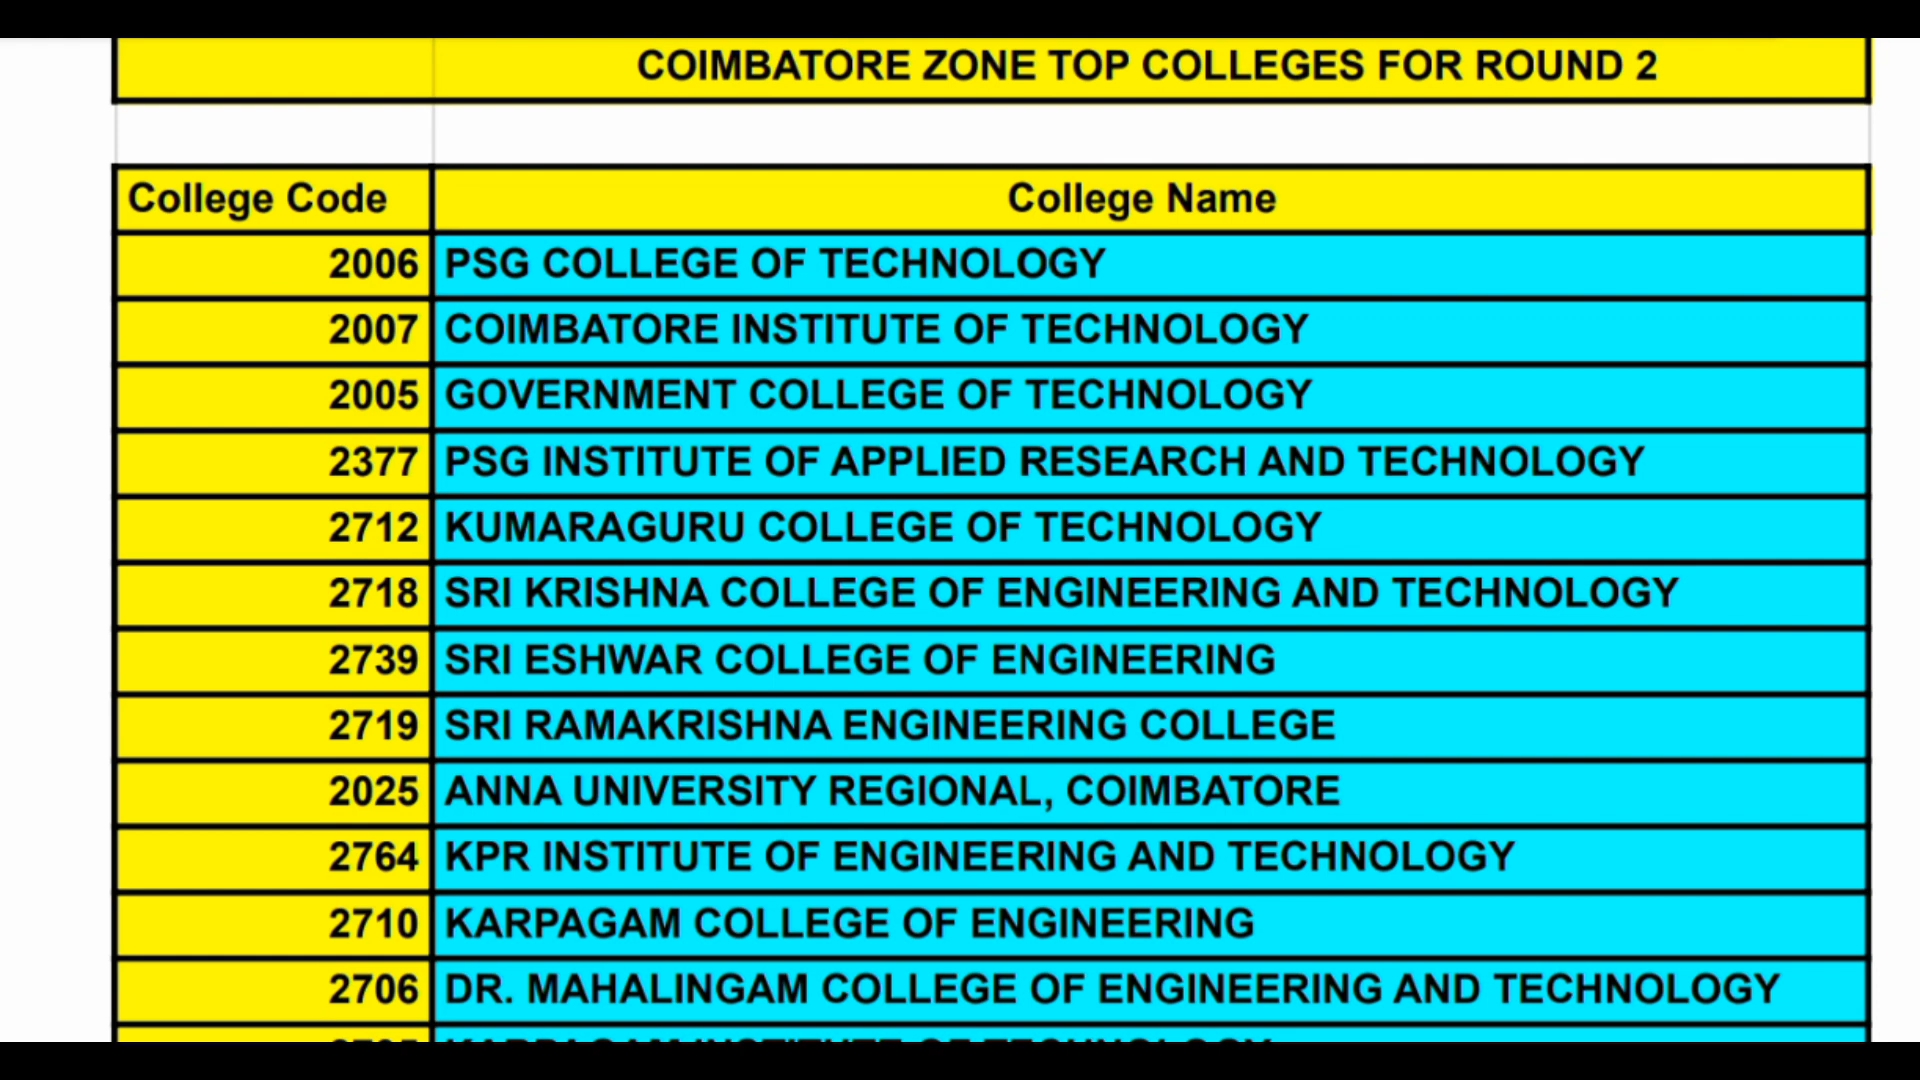 COIMBATORE ZONE TOP COLLEGES FOR ROUND 2
College Code College Name
2006 PSG COLLEGE OF TECHNOLOGY
2007 COIMBATORE INSTITUTE OF TECHNOLOGY
2005 GOVERNMENT COLLEGE OF TECHNOLOGY
2377 PSG INSTITUTE OF APPLIED RESEARCH AND TECHNOLOGY
2712 KUMARAGURU COLLEGE OF TECHNOLOGY
2718 SRI KRISHNA COLLEGE OF ENGINEERING AND TECHNOLOGY
2739 SRI ESHWAR COLLEGE OF ENGINEERING
2719 SRI RAMAKRISHNA ENGINEERING COLLEGE
2025 ANNA UNIVERSITY REGIONAL, COIMBATORE
2764 KPR INSTITUTE OF ENGINEERING AND TECHNOLOGY
2710 KARPAGAM COLLEGE OF ENGINEERING
2706 DR. MAHALINGAM COLLEGE OF ENGINEERING AND TECHNOLOGY
KARPAGAM INSTITUTE OF TECHNOLOGY